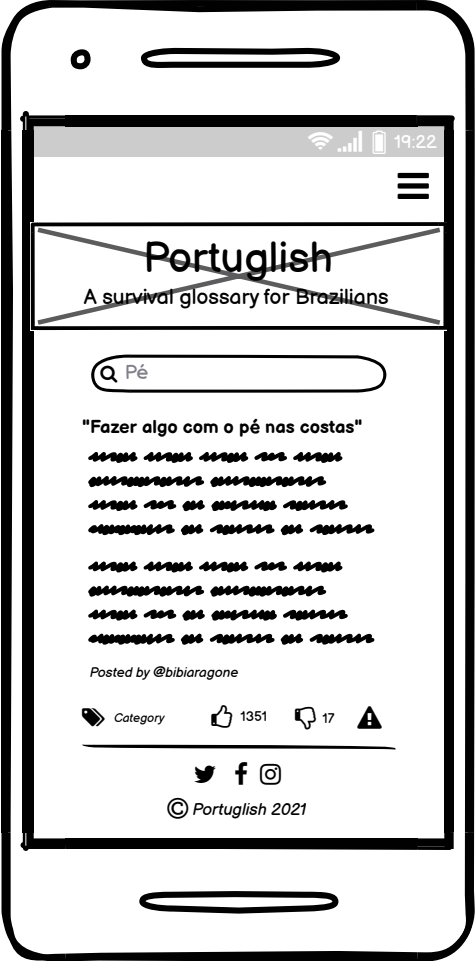 19:22
Portuglish
A survival glossary for Brazilians
Pé
"Fazer algo com o pé nas costas"
Posted by @bibiaragone
Category 1351 17
© Portuglish 2021